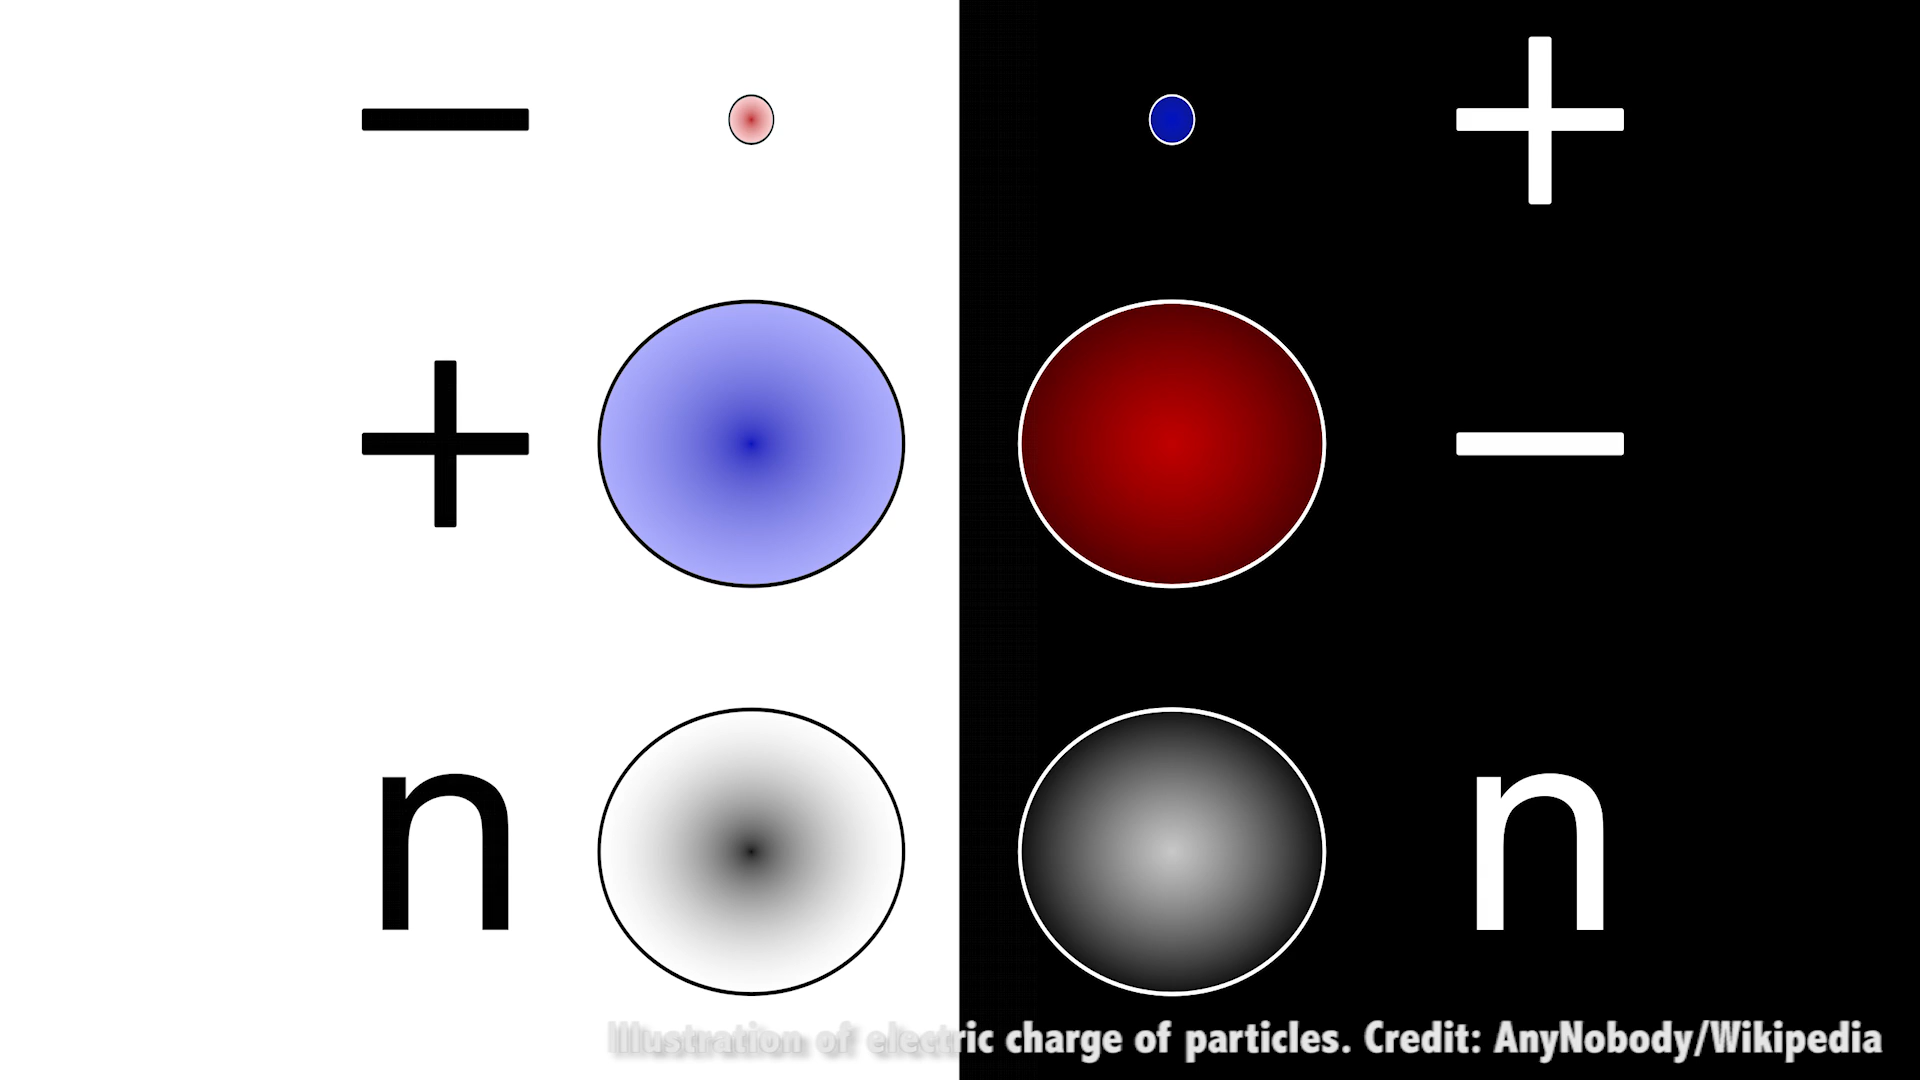 − +
+ −
n n
Illustration of electric charge of particles. Credit: AnyNobody/Wikipedia